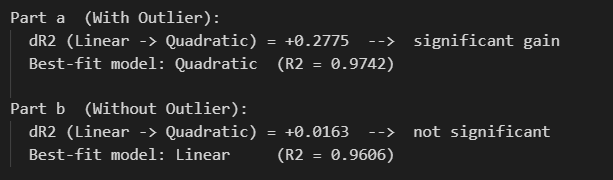 Part a  (With Outlier):
  dR2 (Linear -> Quadratic) = +0.2775  -->  significant gain
  Best-fit model: Quadratic  (R2 = 0.9742)
Part b  (Without Outlier):
  dR2 (Linear -> Quadratic) = +0.0163  -->  not significant
  Best-fit model: Linear     (R2 = 0.9606)